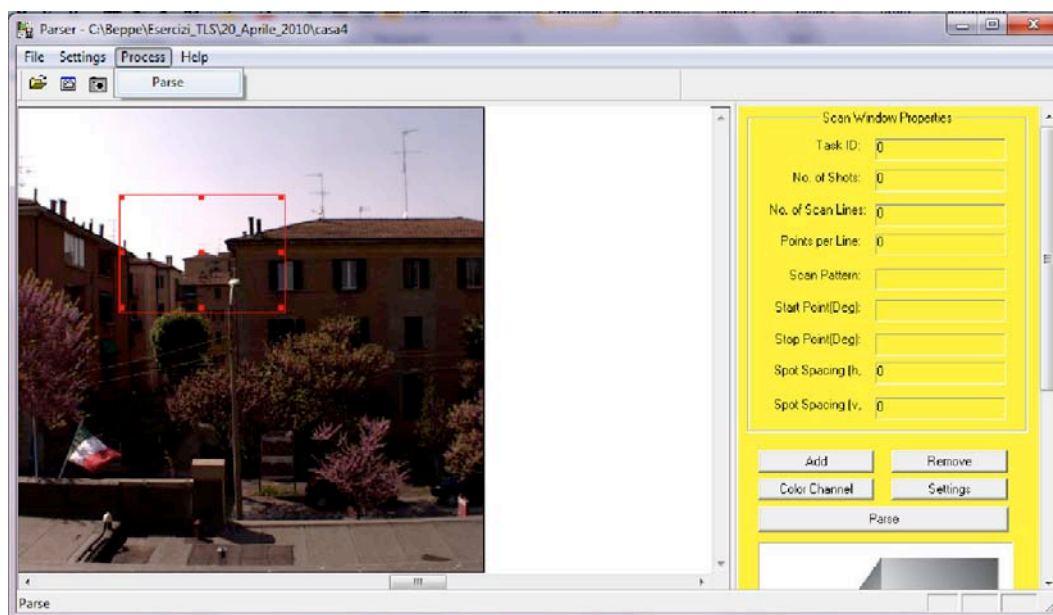 Parser - C:\Beppe\Esercizi_TLS\20_Aprile_2010\casa4
File Settings Process Help
Parse
Scan Window Properties
Task ID: 0
No. of Shots: 0
No. of Scan Lines: 0
Points per Line: 0
Scan Pattern:
Start Point(Deg):
Stop Point(Deg):
Spot Spacing (h, 0
Spot Spacing (v, 0
Add Remove
Color Channel Settings
Parse
Parse